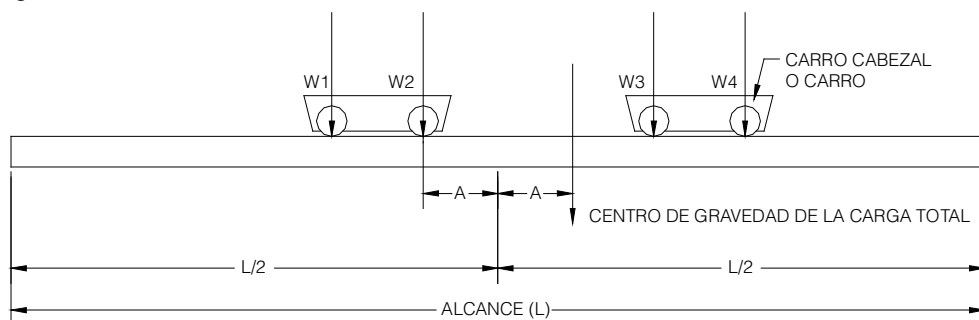 CARRO CABEZAL
O CARRO
W1
W2
W3
W4
A
A
CENTRO DE GRAVEDAD DE LA CARGA TOTAL
L/2
L/2
ALCANCE (L)